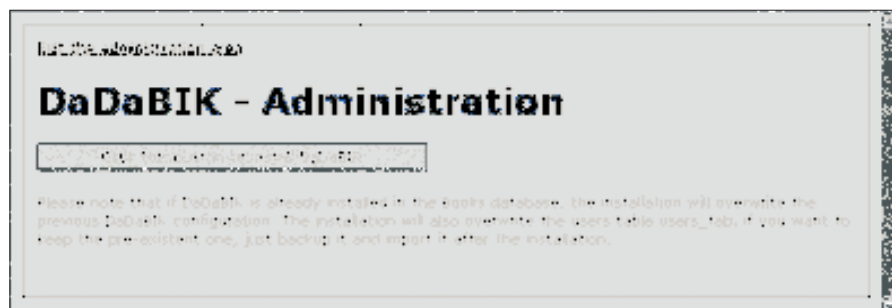 DaDaBIK - Administration
Please note that if DaDaBIK is already installed in the books database, the installation will overwrite the
previous DaDaBIK configuration. The installation will also overwrite the users table users_tab, if you want to
keep the pre-existent one, just backup it and import it after the installation.